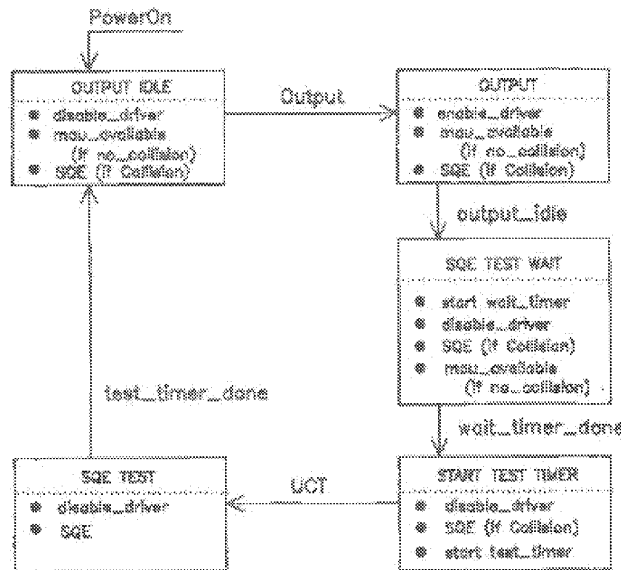 PowerOn
OUTPUT IDLE
● disable_driver
● mau_available
(if no_collision)
● SQE (if Collision)
Output
OUTPUT
● enable_driver
● mau_available
(if no_collision)
● SQE (if Collision)
output_idle
SQE TEST WAIT
● start wait_timer
● disable_driver
● SQE (if Collision)
● mau_available
(if no_collision)
wait_timer_done
START TEST TIMER
● disable_driver
● SQE (if Collision)
● start test_timer
UCT
SQE TEST
● disable_driver
● SQE
test_timer_done